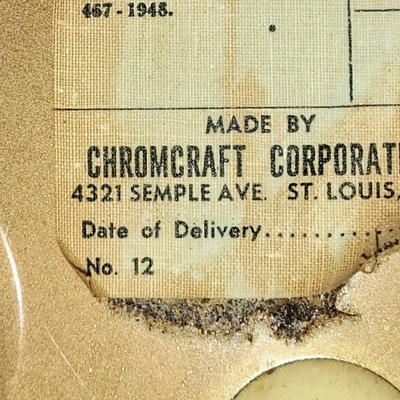 467-1948.
MADE BY
CHROMCRAFT CORPORAT
4321 SEMPLE AVE. ST. LOUIS,
Date of Delivery..............
No. 12